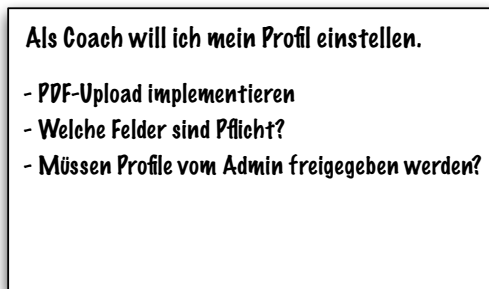 Als Coach will ich mein Profil einstellen.
- PDF-Upload implementieren
- Welche Felder sind Pflicht?
- Müssen Profile vom Admin freigegeben werden?